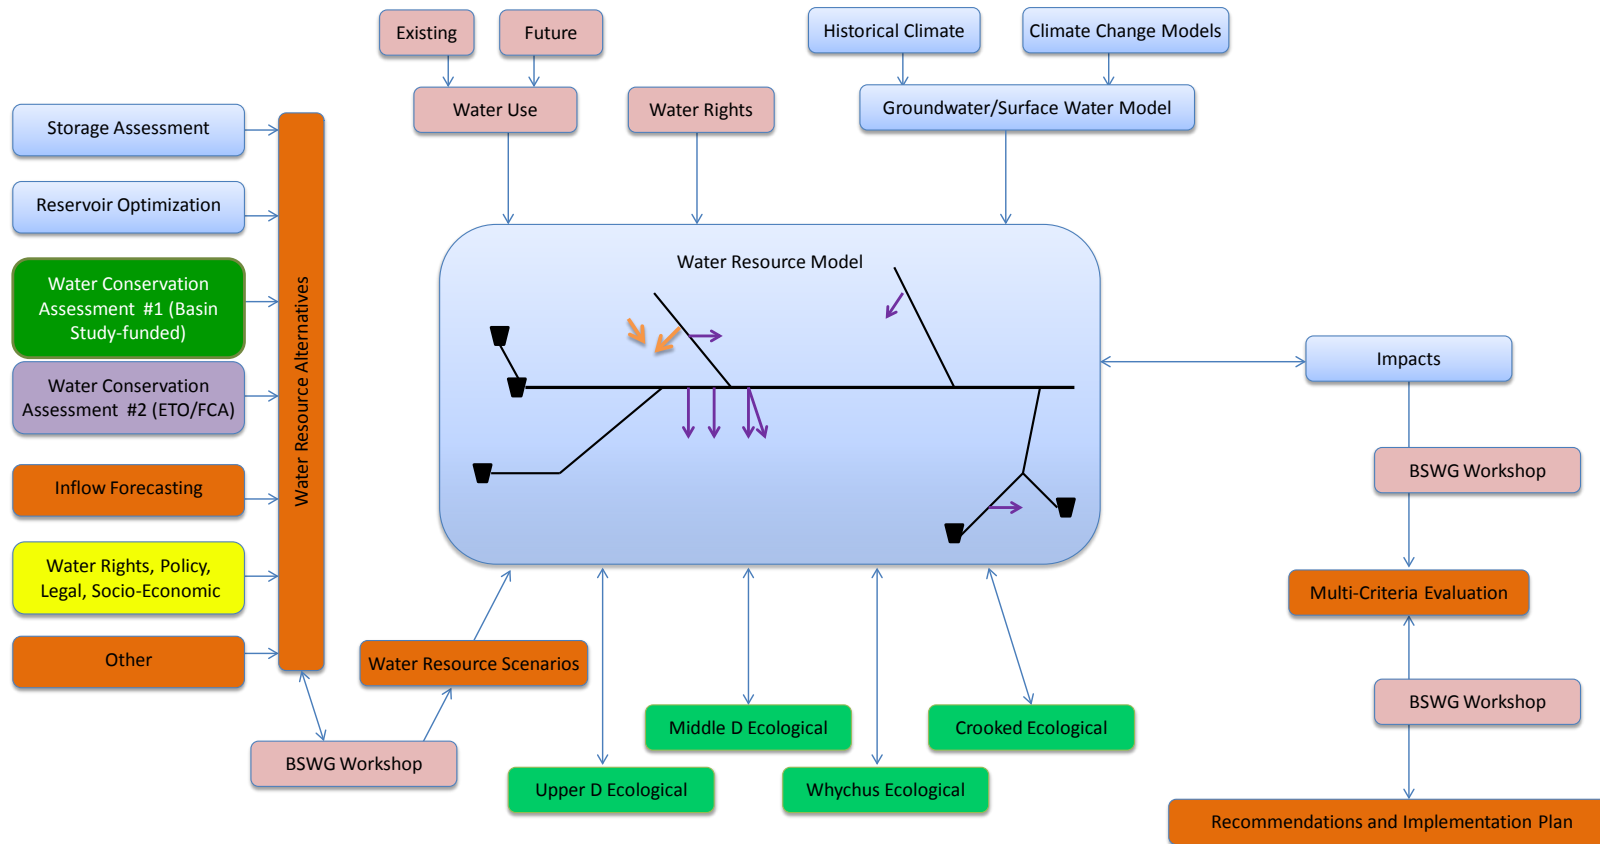 Existing
Future
Historical Climate
Climate Change Models
Water Use
Water Rights
Groundwater/Surface Water Model
Storage Assessment
Reservoir Optimization
Water Conservation
Assessment #1 (Basin
Study-funded)
Water Conservation
Assessment #2 (ETO/FCA)
Inflow Forecasting
Water Rights, Policy,
Legal, Socio-Economic
Other
Water Resource Alternatives
Water Resource Model
Impacts
BSWG Workshop
Multi-Criteria Evaluation
BSWG Workshop
Recommendations and Implementation Plan
Water Resource Scenarios
BSWG Workshop
Middle D Ecological
Crooked Ecological
Upper D Ecological
Whychus Ecological